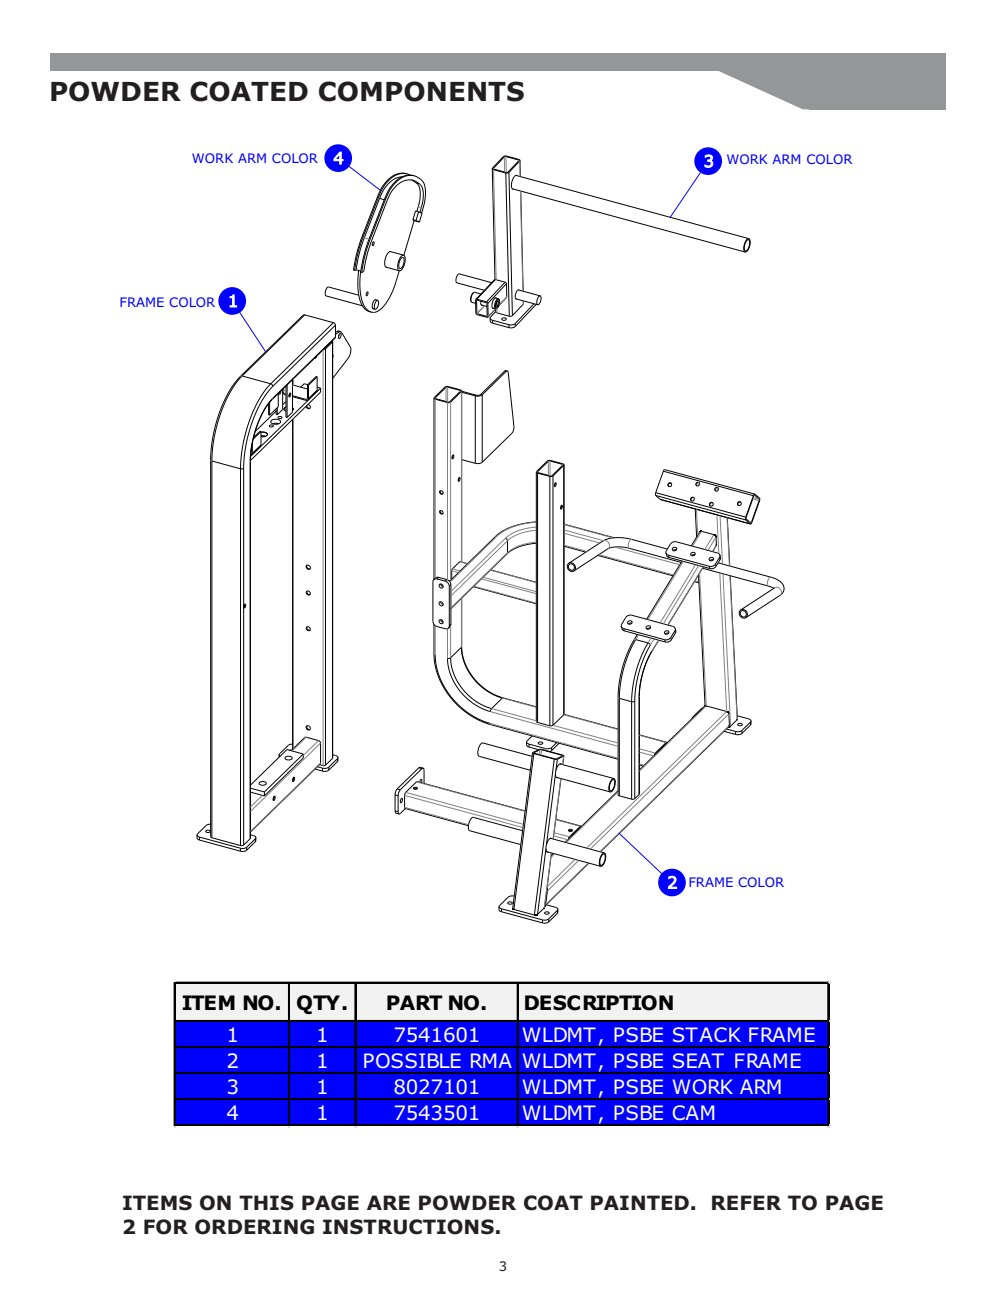 POWDER COATED COMPONENTS
WORK ARM COLOR 4
3 WORK ARM COLOR
FRAME COLOR 1
2 FRAME COLOR
ITEM NO. QTY. PART NO. DESCRIPTION
1 1 7541601 WLDMT, PSBE STACK FRAME
2 1 POSSIBLE RMA WLDMT, PSBE SEAT FRAME
3 1 8027101 WLDMT, PSBE WORK ARM
4 1 7543501 WLDMT, PSBE CAM
ITEMS ON THIS PAGE ARE POWDER COAT PAINTED. REFER TO PAGE
2 FOR ORDERING INSTRUCTIONS.
3